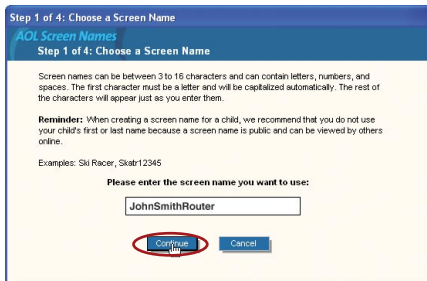 Step 1 of 4: Choose a Screen Name
AOL Screen Names
Step 1 of 4: Choose a Screen Name
Screen names can be between 3 to 16 characters and can contain letters, numbers, and
spaces. The first character must be a letter and will be capitalized automatically. The rest of
the characters will appear just as you enter them.
Reminder: When creating a screen name for a child, we recommend that you do not use
your child's first or last name because a screen name is public and can be viewed by others
online.
Examples: Ski Racer, Skatr12345
Please enter the screen name you want to use:
JohnSmithRouter
Continue Cancel